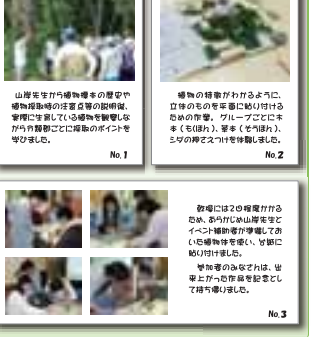 山岸先生から植物標本の歴史や
植物採取時の注意点等の説明後、
実際に生育している植物を観察しな
がら分類群ごとに採取のポイントを
学びました。
No.1
植物の特徴がわかるように、
立体のものを平面に貼り付ける
ための作業。グループごとに木
本(もくほん)、草本(そうほん)、
シダの押さえつけを体験しました。
No.2
乾燥には20程度かかる
ため、あらかじめ山岸先生と
イベント補助者が準備してお
いた植物体を使い、台紙に
貼り付けました。
参加者のみなさんは、出
来上がった作品を記念とし
て持ち帰りました。
No.3